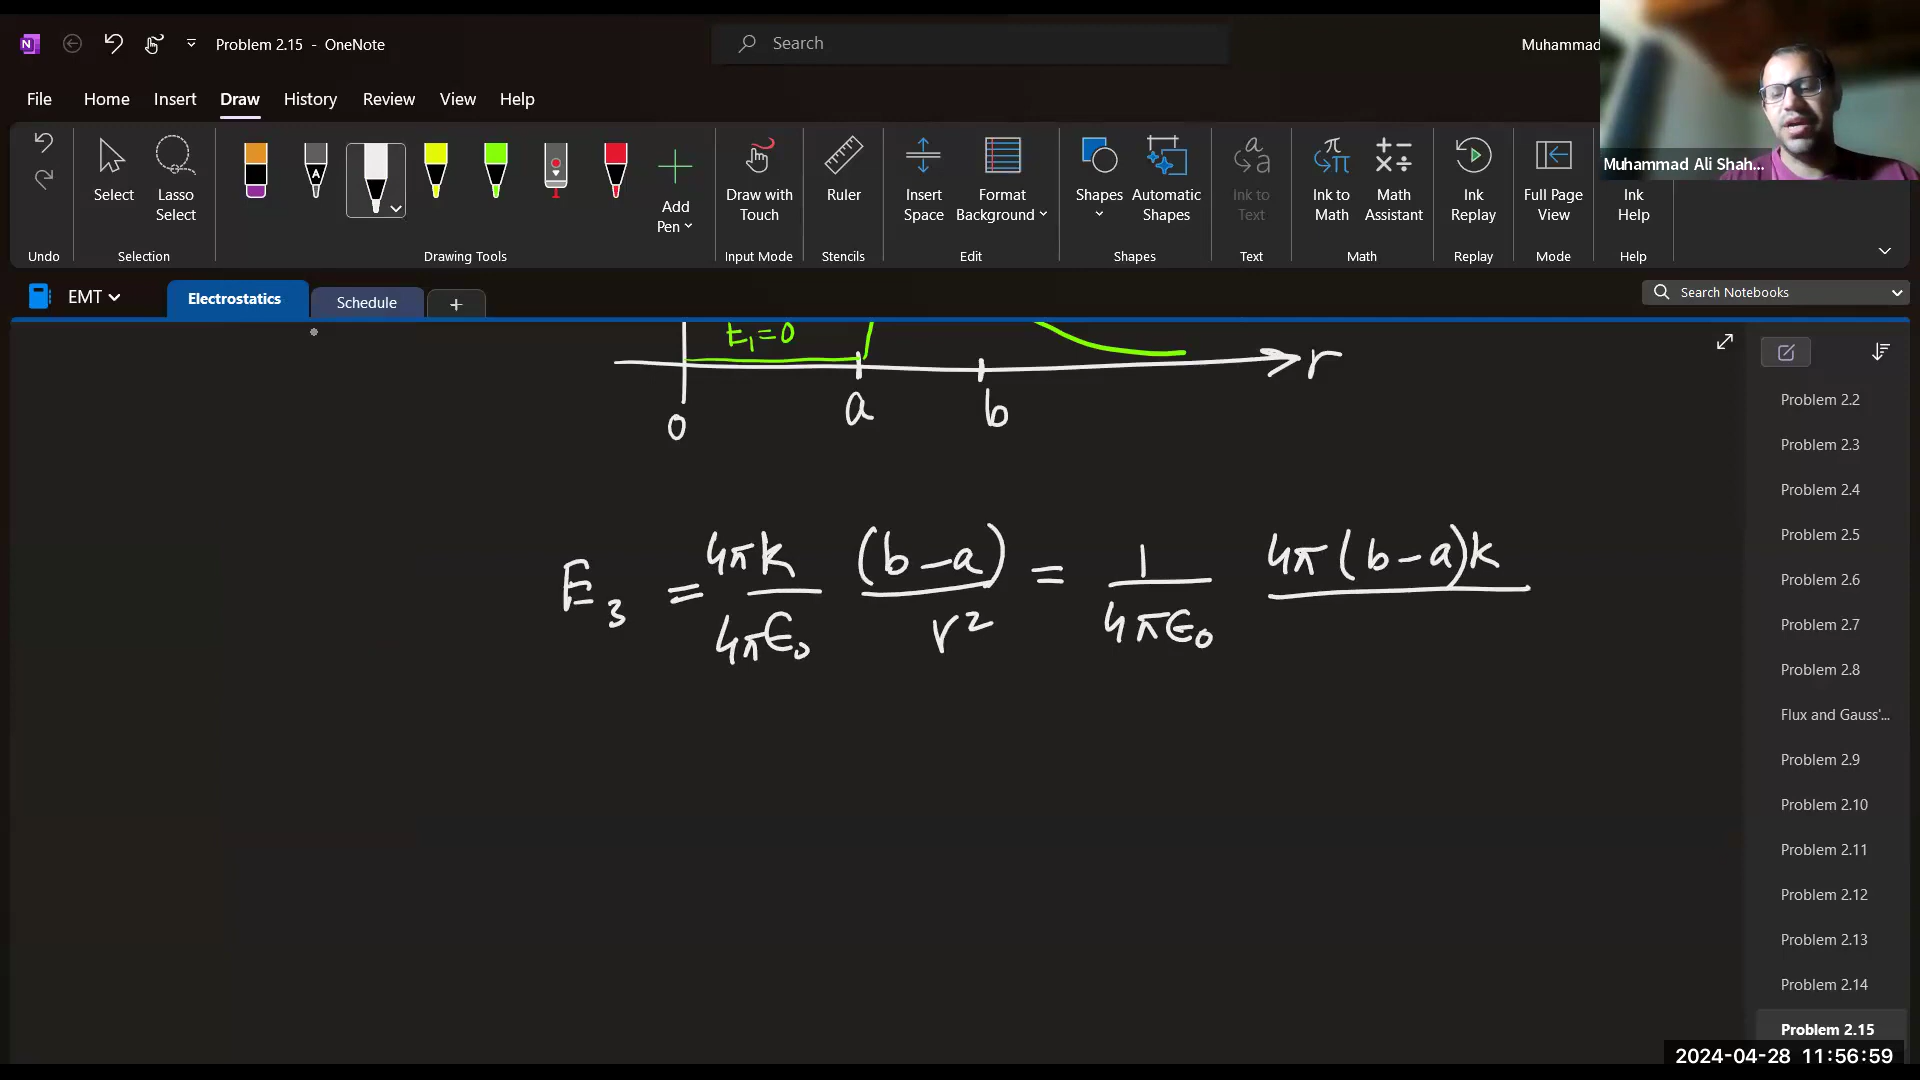 Problem 2.15 - OneNote
Search
Muhammad
File Home Insert Draw History Review View Help
Select
Lasso Select
A
Add Pen
Draw with Touch
Ruler
Insert Space
Format Background
Shapes
Automatic Shapes
Ink to Text
Ink to Math
Math Assistant
Ink Replay
Full Page View
Ink Help
Muhammad Ali Shah...
Undo Selection Drawing Tools Input Mode Stencils Edit Shapes Text Math Replay Mode Help
EMT
Electrostatics
Schedule
+
Search Notebooks
E₁=0
r
0 a b
E₃ = 4πk/4πϵ₀ (b-a)/r² = 1/4πϵ₀ 4π(b-a)k
Problem 2.2
Problem 2.3
Problem 2.4
Problem 2.5
Problem 2.6
Problem 2.7
Problem 2.8
Flux and Gauss'...
Problem 2.9
Problem 2.10
Problem 2.11
Problem 2.12
Problem 2.13
Problem 2.14
Problem 2.15
2024-04-28 11:56:59